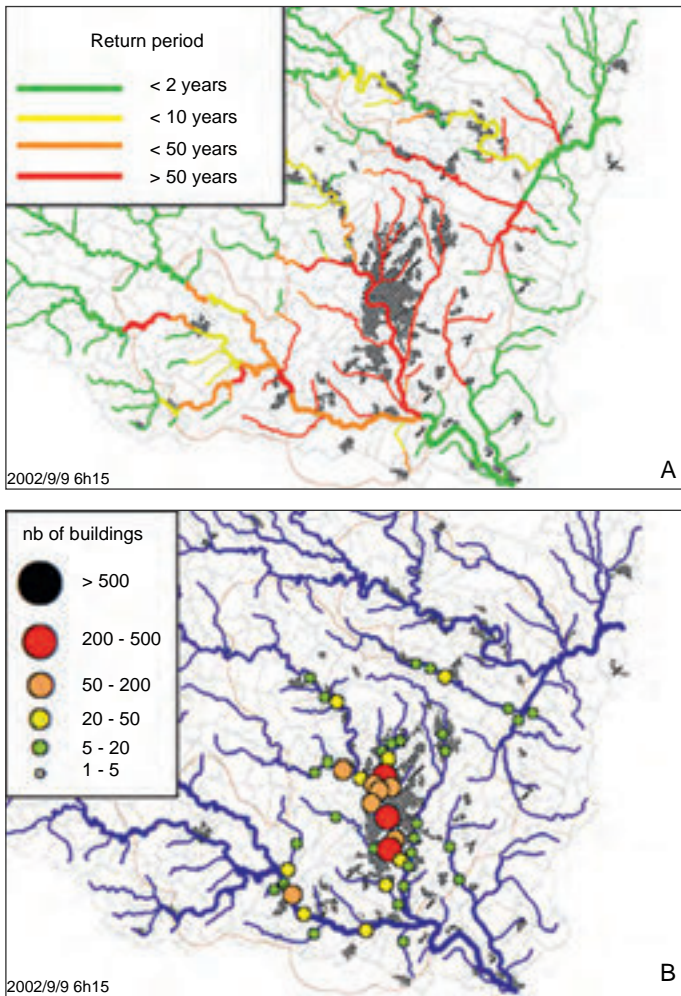 Return period
< 2 years
< 10 years
< 50 years
> 50 years
2002/9/9 6h15
A
nb of buildings
> 500
200 - 500
50 - 200
20 - 50
5 - 20
1 - 5
2002/9/9 6h15
B